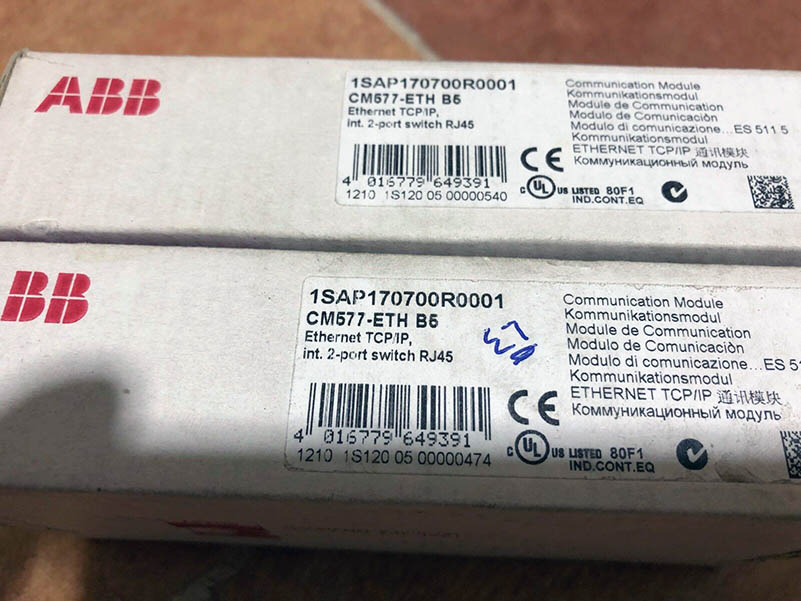 ABB
1SAP170700R0001
CM577-ETH B5
Ethernet TCP/IP,
int. 2-port switch RJ45
4 016779 649391
1210 1S120 05 00000540
CE
C UL US LISTED 80F1
IND.CONT.EQ
Communication Module
Kommunikationsmodul
Module de Communication
Modulo de Comunicaciòn
Modulo di comunicazione...ES 511 5
Kommunikationsmodul
ETHERNET TCP/IP 通讯模块
Коммуникационный модуль
BB
1SAP170700R0001
CM577-ETH B5
Ethernet TCP/IP,
int. 2-port switch RJ45
4 016779 649391
1210 1S120 05 00000474
CE
C UL US LISTED 80F1
IND.CONT.EQ
Communication Module
Kommunikationsmodul
Module de Communication
Modulo de Comunicaciòn
Modulo di comunicazione...ES 51
Kommunikationsmodul
ETHERNET TCP/IP 通讯模块
Коммуникационный модуль